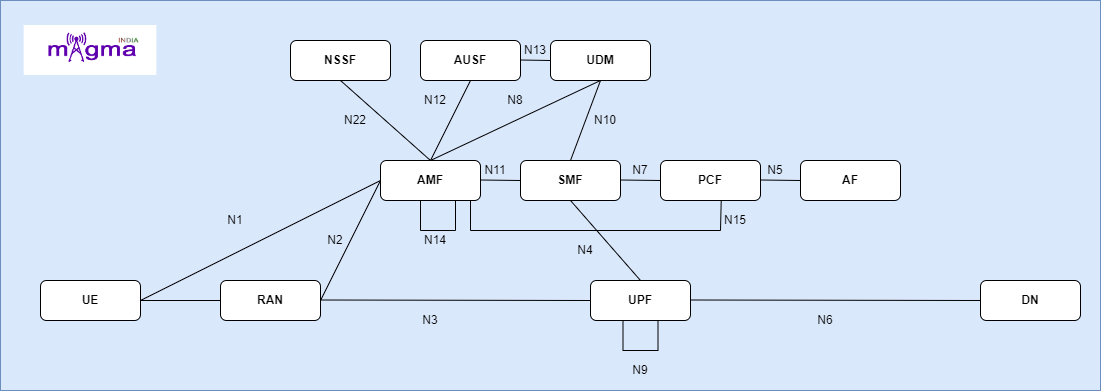 INDIA
magma
NSSF
AUSF
N13
UDM
N22
N12
N8
N10
AMF
N11
SMF
N7
PCF
N5
AF
N1
N2
N14
N15
N4
UE
RAN
N3
UPF
N6
DN
N9